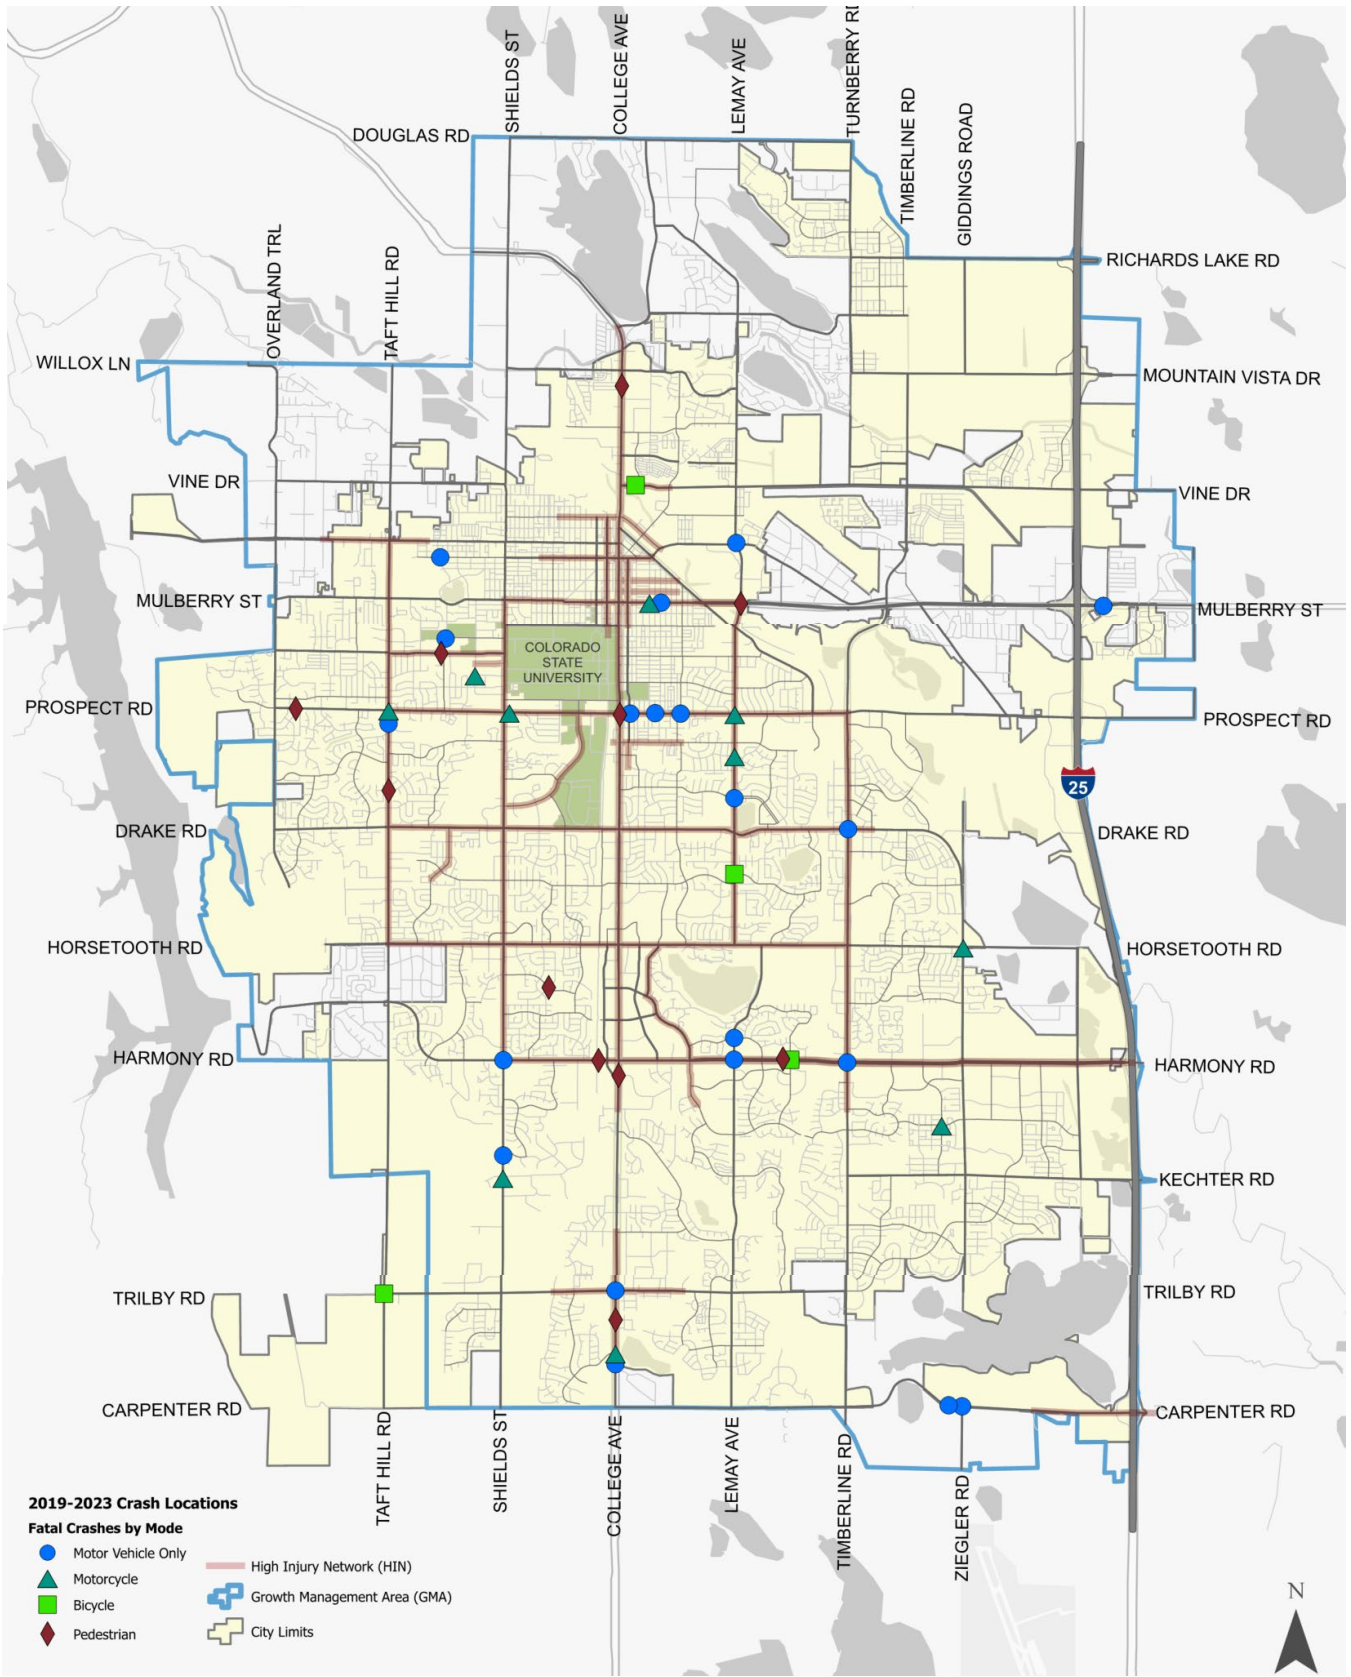 SHIELDS ST
COLLEGE AVE
LEMAY AVE
TURNBERRY RD
TIMBERLINE RD
GIDDINGS ROAD
DOUGLAS RD
OVERLAND TRL
TAFT HILL RD
RICHARDS LAKE RD
WILLOX LN
MOUNTAIN VISTA DR
VINE DR
VINE DR
MULBERRY ST
MULBERRY ST
COLORADO
STATE
UNIVERSITY
PROSPECT RD
PROSPECT RD
25
DRAKE RD
DRAKE RD
HORSETOOTH RD
HORSETOOTH RD
HARMONY RD
HARMONY RD
KECHTER RD
TRILBY RD
TRILBY RD
CARPENTER RD
CARPENTER RD
TAFT HILL RD
SHIELDS ST
COLLEGE AVE
LEMAY AVE
TIMBERLINE RD
ZIEGLER RD
2019-2023 Crash Locations
Fatal Crashes by Mode
Motor Vehicle Only
Motorcycle
Bicycle
Pedestrian
High Injury Network (HIN)
Growth Management Area (GMA)
City Limits
N